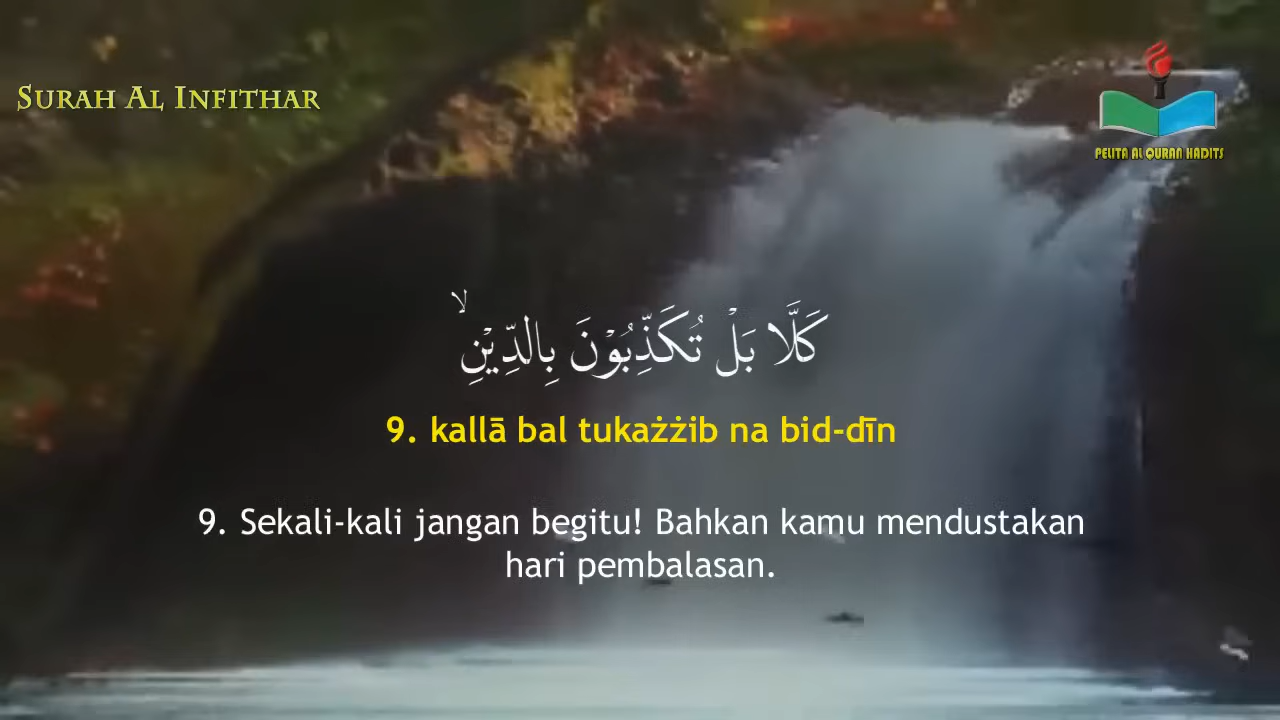 SURAH AL INFITHAR
PELITA AL QURAN HADITS
كَلَّا بَلْ تُكَذِّبُوْنَ بِالدِّيْنِۙ
9. kallā bal tukażżib na bid-dīn
9. Sekali-kali jangan begitu! Bahkan kamu mendustakan
hari pembalasan.